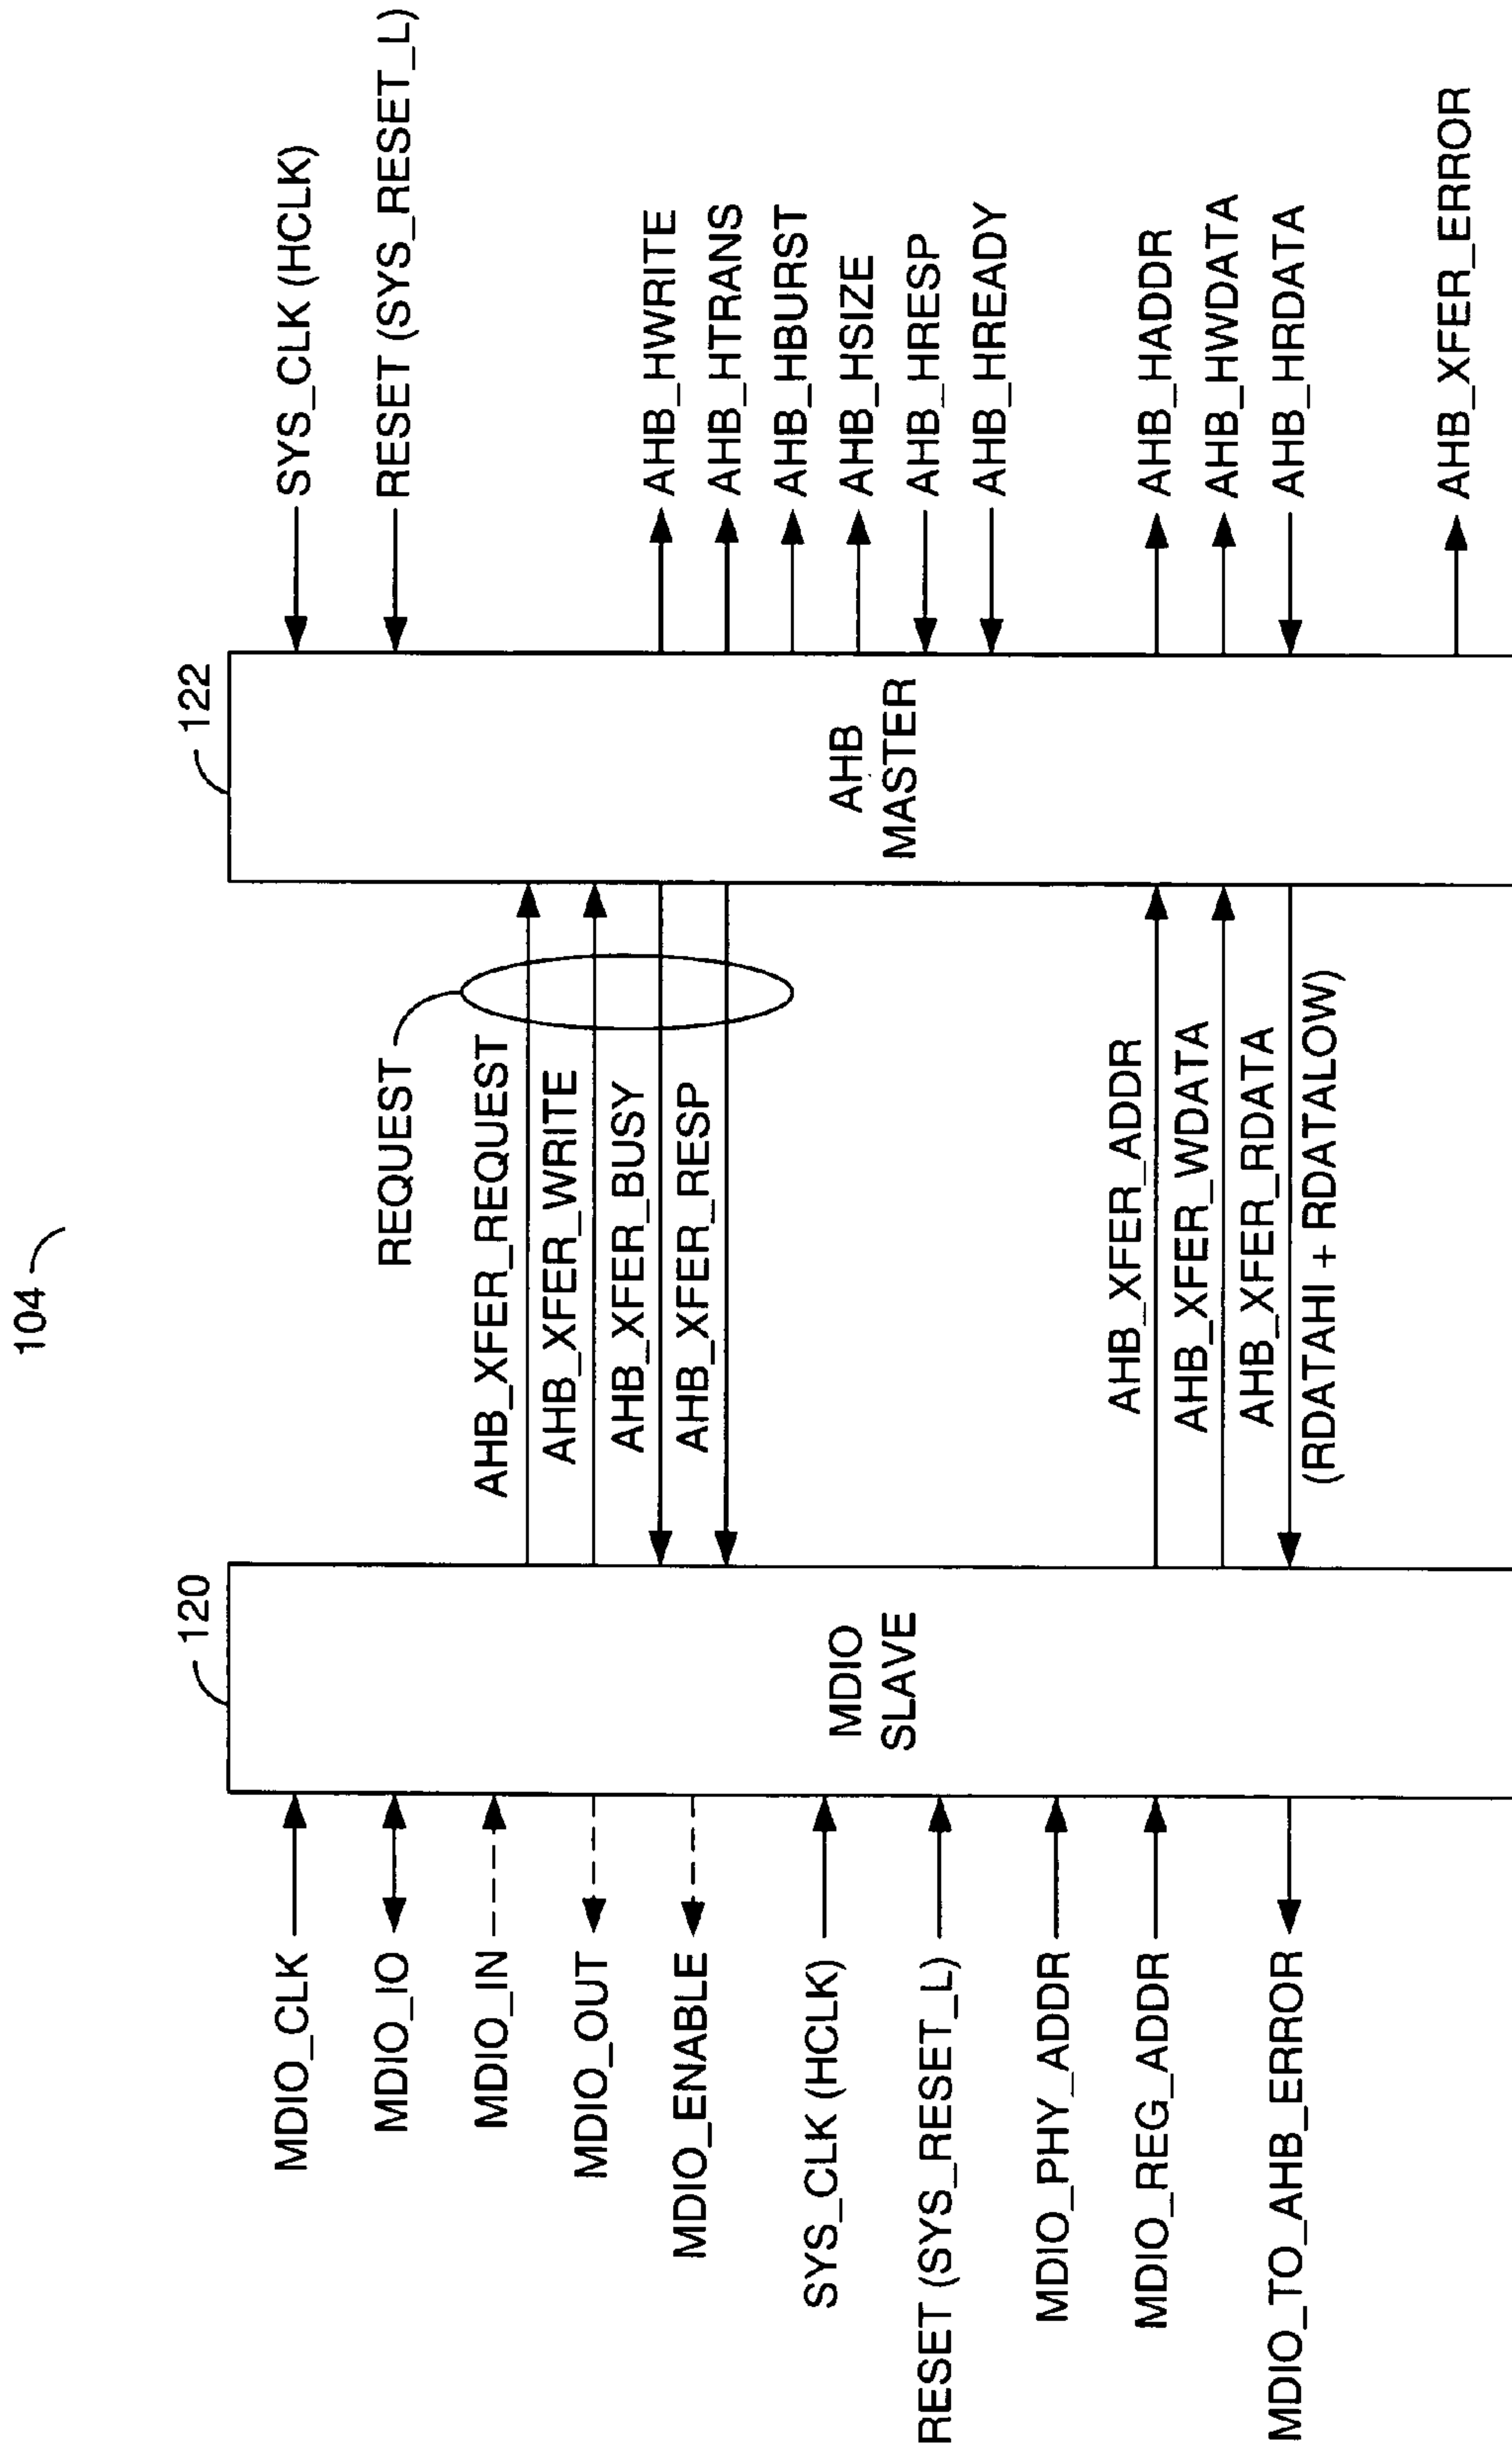 104
120
122
MDIO_CLK
MDIO_IO
MDIO_IN
MDIO_OUT
MDIO_ENABLE
SYS_CLK (HCLK)
RESET (SYS_RESET_L)
MDIO_PHY_ADDR
MDIO_REG_ADDR
MDIO_TO_AHB_ERROR
MDIO
SLAVE
REQUEST
AHB_XFER_REQUEST
AHB_XFER_WRITE
AHB_XFER_BUSY
AHB_XFER_RESP
AHB_XFER_ADDR
AHB_XFER_WDATA
AHB_XFER_RDATA
(RDATAHI + RDATALOW)
AHB
MASTER
SYS_CLK (HCLK)
RESET (SYS_RESET_L)
AHB_HWRITE
AHB_HTRANS
AHB_HBURST
AHB_HSIZE
AHB_HRESP
AHB_HREADY
AHB_HADDR
AHB_HWDATA
AHB_HRDATA
AHB_XFER_ERROR